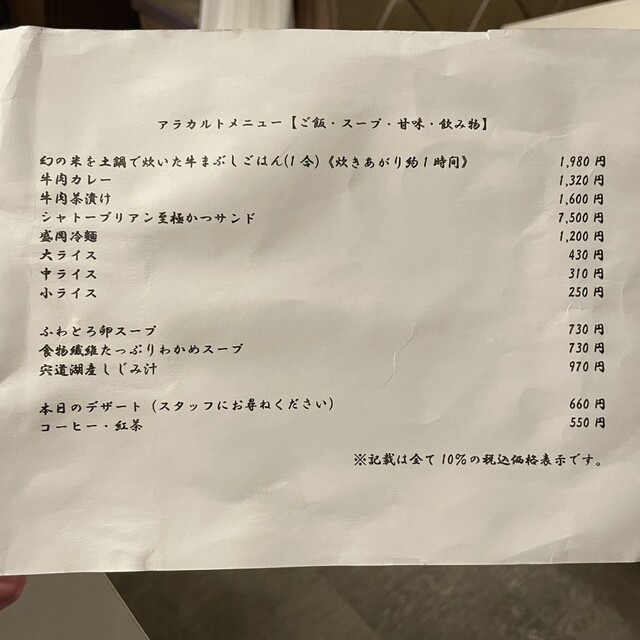 アラカルトメニュー【ご飯・スープ・甘味・飲み物】
幻の米を土鍋で炊いた牛まぶしごはん(1合)《炊きあがり約1時間》 1,980円
牛肉カレー 1,320円
牛肉茶漬け 1,600円
シャトーブリアン至極かつサンド 7,500円
盛岡冷麺 1,200円
大ライス 430円
中ライス 310円
小ライス 250円
ふわとろ卵スープ 730円
食物繊維たっぷりわかめスープ 730円
宍道湖産しじみ汁 970円
本日のデザート(スタッフにお尋ねください) 660円
コーヒー・紅茶 550円
※記載は全て10%の税込価格表示です。